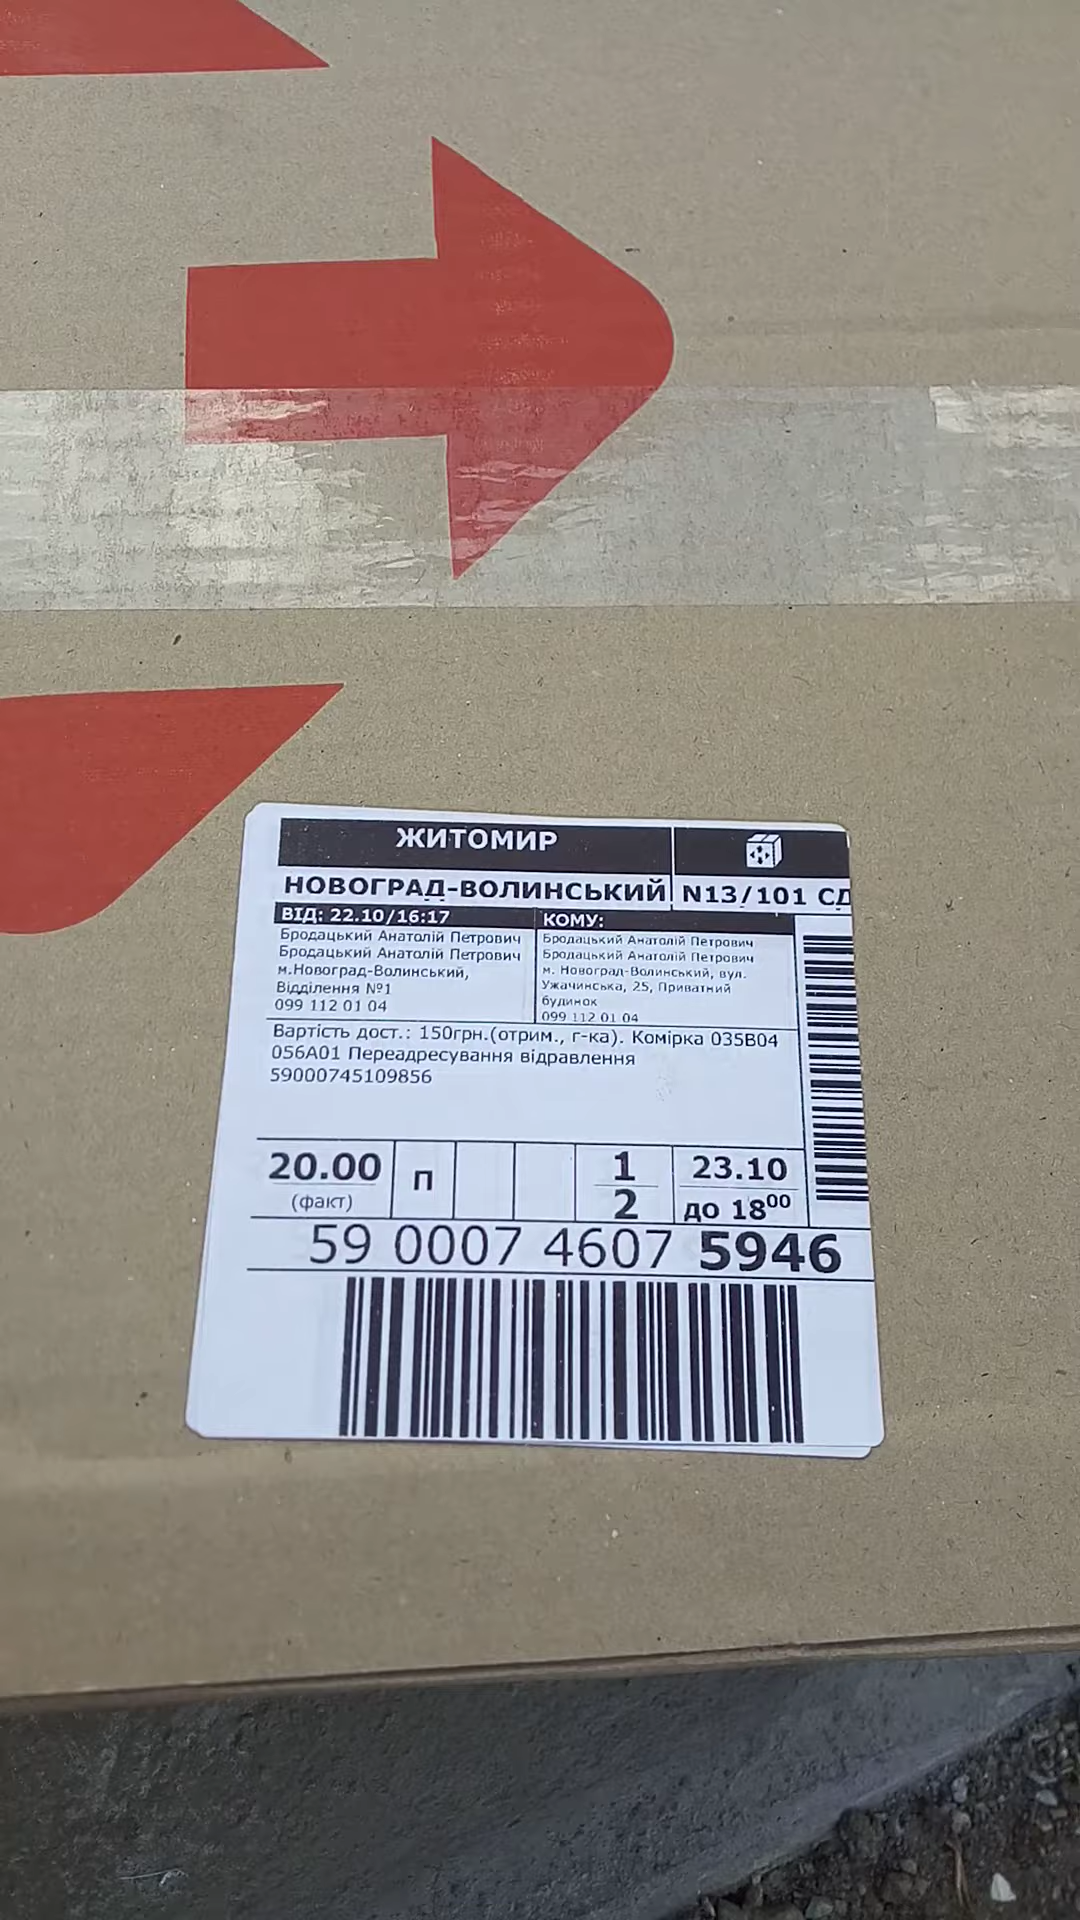 ЖИТОМИР
НОВОГРАД-ВОЛИНСЬКИЙ N13/101 СД
ВІД: 22.10/16:17
Бродацький Анатолій Петрович
Бродацький Анатолій Петрович
м.Новоград-Волинський,
Відділення №1
099 112 01 04
КОМУ:
Бродацький Анатолій Петрович
Бродацький Анатолій Петрович
м. Новоград-Волинський, вул.
Ужачинська, 25, Приватний
будинок
099 112 01 04
Вартість дост.: 150грн.(отрим., г-ка). Комірка 035B04
056A01 Переадресування відравлення
59000745109856
20.00
(факт)
П
1
2
23.10
до 18⁰⁰
59 0007 4607 5946